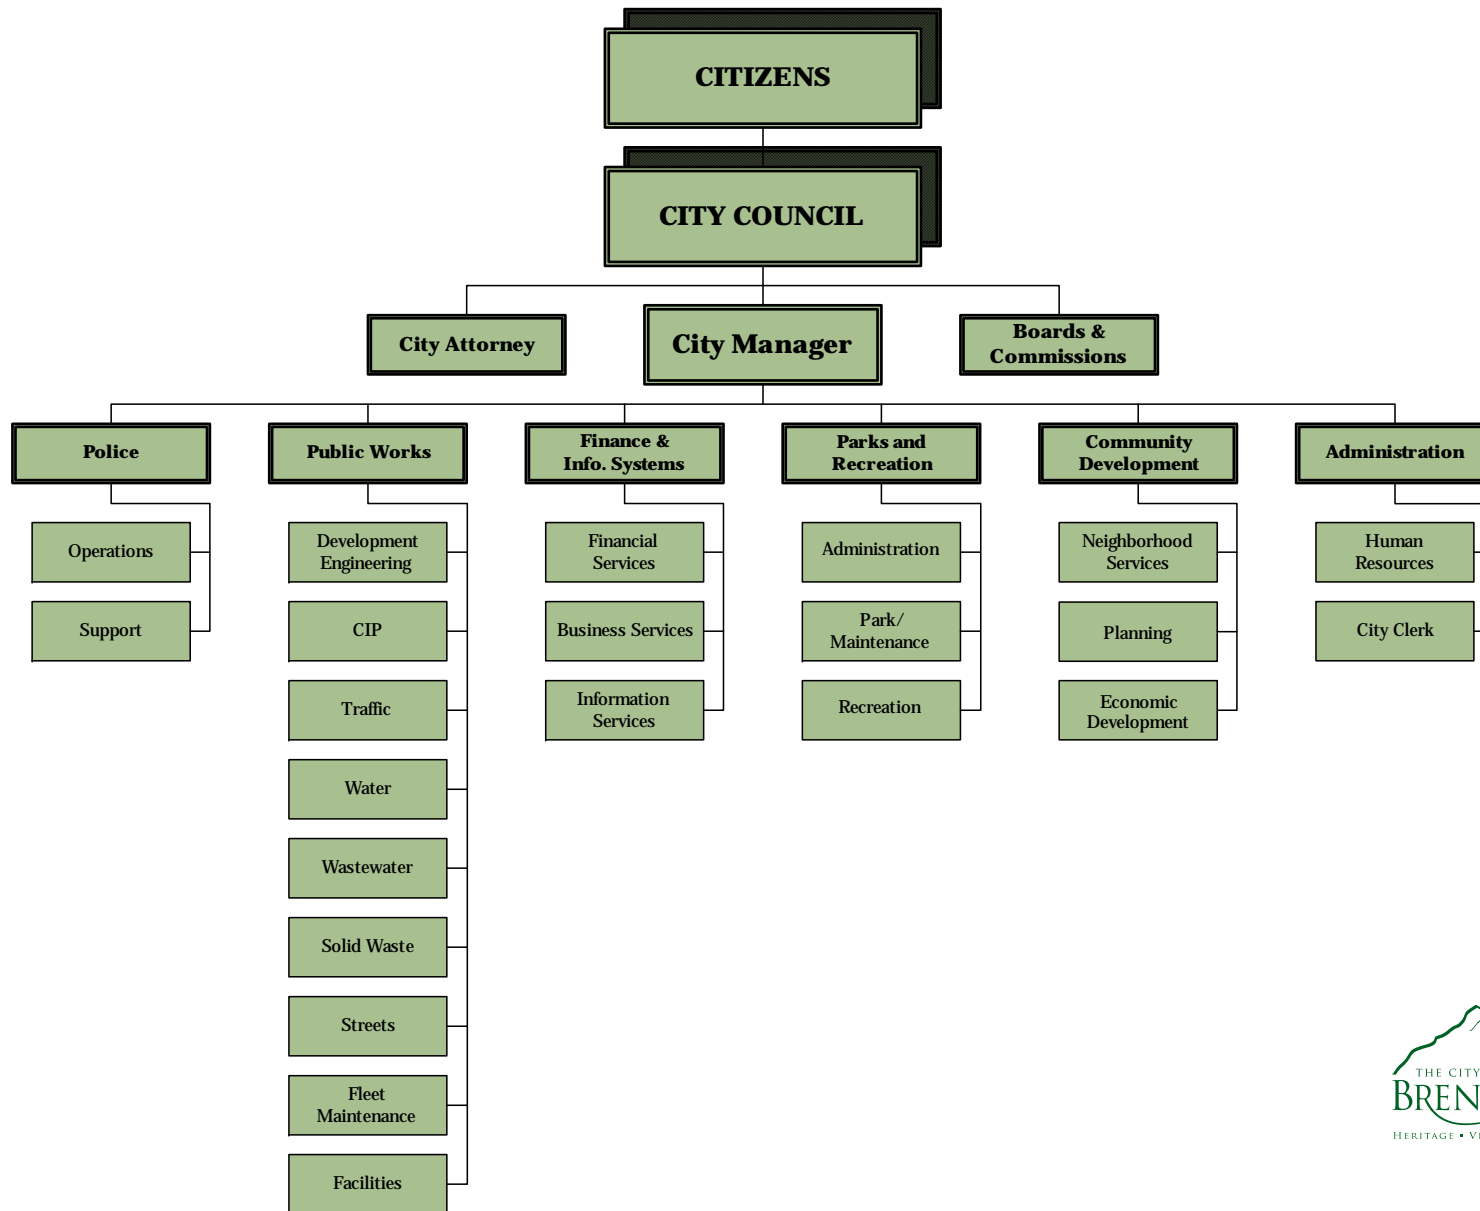 CITIZENS
CITY COUNCIL
City Attorney
City Manager
Boards &
Commissions
Police
Public Works
Finance &
Info. Systems
Parks and
Recreation
Community
Development
Administration
Operations
Support
Development
Engineering
CIP
Traffic
Water
Wastewater
Solid Waste
Streets
Fleet
Maintenance
Facilities
Financial
Services
Business Services
Information
Services
Administration
Park/
Maintenance
Recreation
Neighborhood
Services
Planning
Economic
Development
Human
Resources
City Clerk
THE CITY
BREN
HERITAGE ▪ V